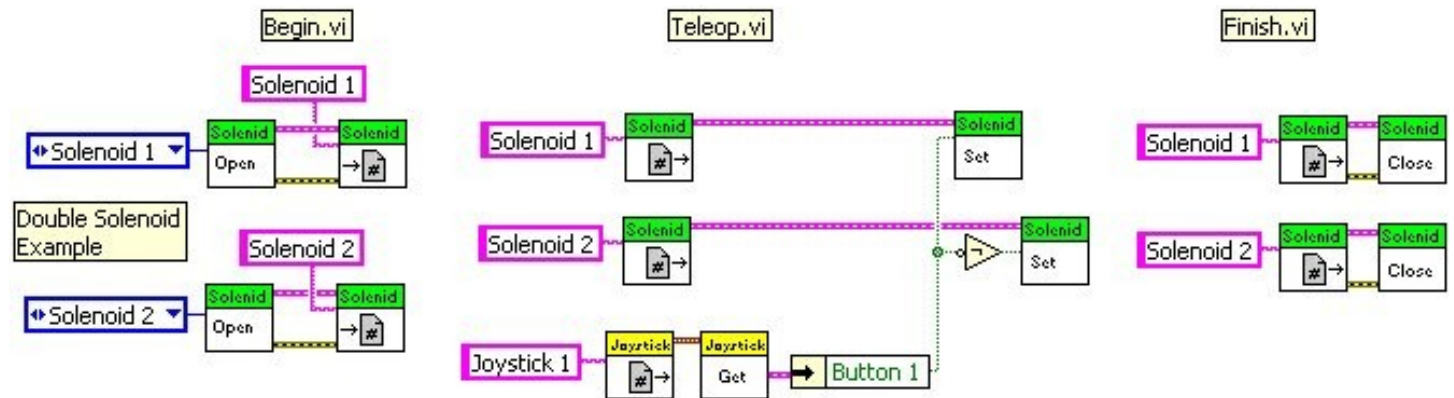 Begin.vi
Solenoid 1
Solenoid 1
Solenid
Open
Solenid
#
Double Solenoid
Example
Solenoid 2
Solenoid 2
Solenid
Open
Solenid
#
Teleop.vi
Solenoid 1
Solenid
#
Solenid
Set
Solenoid 2
Solenid
#
Solenid
Set
Joystick 1
Joystick
#
Joystick
Get
Button 1
Finish.vi
Solenoid 1
Solenid
#
Solenid
Close
Solenoid 2
Solenid
#
Solenid
Close